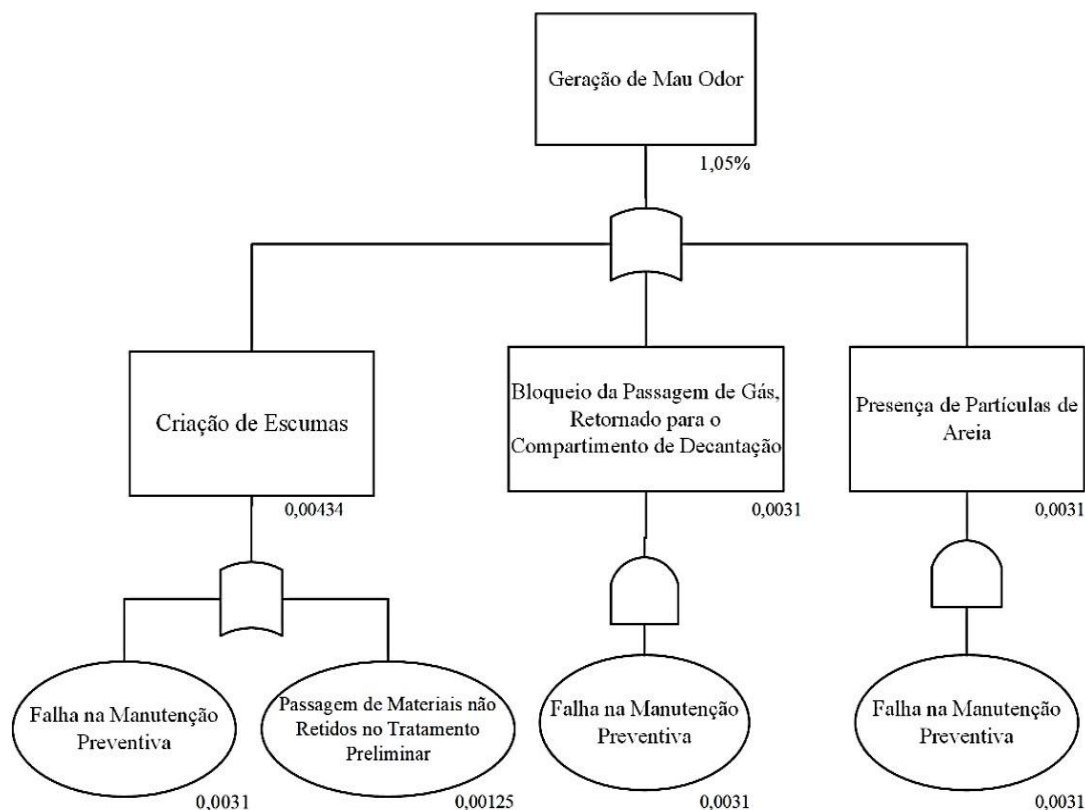 Geração de Mau Odor
1,05%
Criação de Escumas
0,00434
Bloqueio da Passagem de Gás,
Retornado para o
Compartimento de Decantação
0,0031
Presença de Partículas de
Areia
0,0031
Falha na Manutenção
Preventiva
0,0031
Passagem de Materiais não
Retidos no Tratamento
Preliminar
0,00125
Falha na Manutenção
Preventiva
0,0031
Falha na Manutenção
Preventiva
0,0031